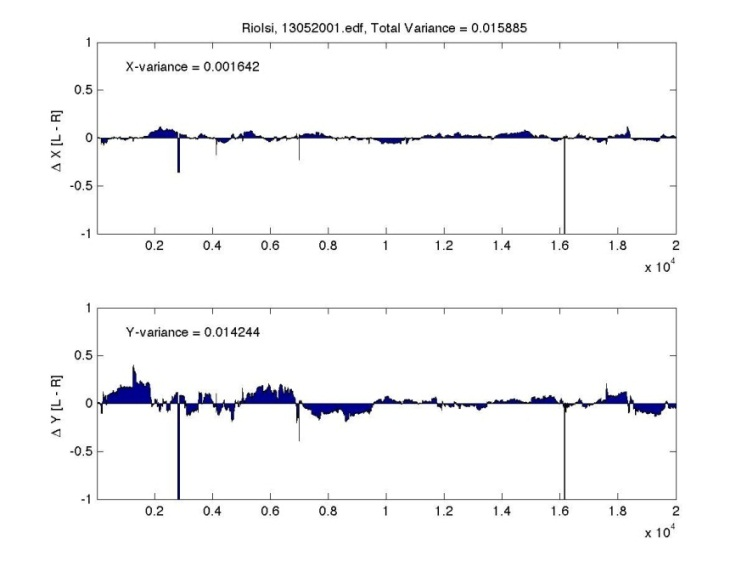 Riolsi, 13052001.edf, Total Variance = 0.015885
X-variance = 0.001642
Δ X [L - R]
1
0.5
0
-0.5
-1
0.2 0.4 0.6 0.8 1 1.2 1.4 1.6 1.8 2
x 10^4
Y-variance = 0.014244
Δ Y [L - R]
1
0.5
0
-0.5
-1
0.2 0.4 0.6 0.8 1 1.2 1.4 1.6 1.8 2
x 10^4